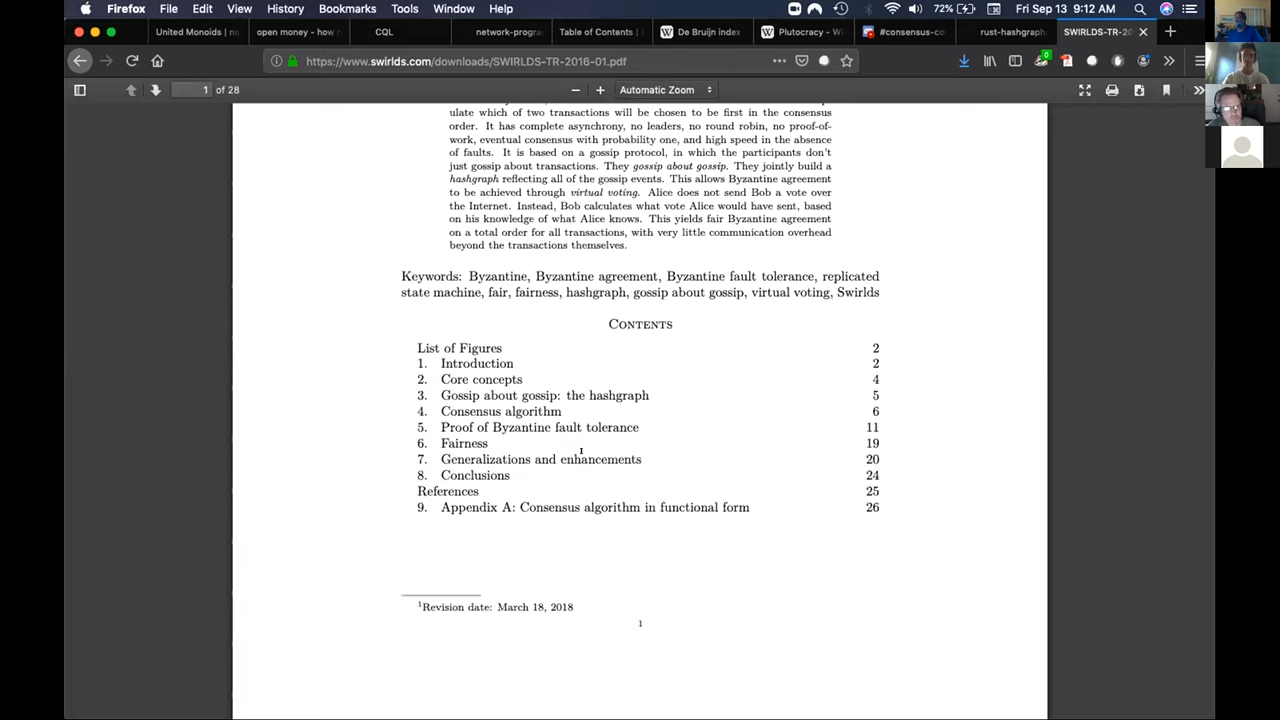 Firefox File Edit View History Bookmarks Tools Window Help 72% Fri Sep 13 9:12 AM
United Monoids | no open money - how CQL network-progra Table of Contents | De Bruijn index Plutocracy - Wi #consensus-co rust-hashgraph SWIRLDS-TR-20
https://www.swirlds.com/downloads/SWIRLDS-TR-2016-01.pdf 0
1 of 28 Automatic Zoom
ulate which of two transactions will be chosen to be first in the consensus
order. It has complete asynchrony, no leaders, no round robin, no proof-of-
work, eventual consensus with probability one, and high speed in the absence
of faults. It is based on a gossip protocol, in which the participants don't
just gossip about transactions. They gossip about gossip. They jointly build a
hashgraph reflecting all of the gossip events. This allows Byzantine agreement
to be achieved through virtual voting. Alice does not send Bob a vote over
the Internet. Instead, Bob calculates what vote Alice would have sent, based
on his knowledge of what Alice knows. This yields fair Byzantine agreement
on a total order for all transactions, with very little communication overhead
beyond the transactions themselves.
Keywords: Byzantine, Byzantine agreement, Byzantine fault tolerance, replicated
state machine, fair, fairness, hashgraph, gossip about gossip, virtual voting, Swirlds
CONTENTS
List of Figures 2
1. Introduction 2
2. Core concepts 4
3. Gossip about gossip: the hashgraph 5
4. Consensus algorithm 6
5. Proof of Byzantine fault tolerance 11
6. Fairness 19
7. Generalizations and enhancements 20
8. Conclusions 24
References 25
9. Appendix A: Consensus algorithm in functional form 26
1Revision date: March 18, 2018
1